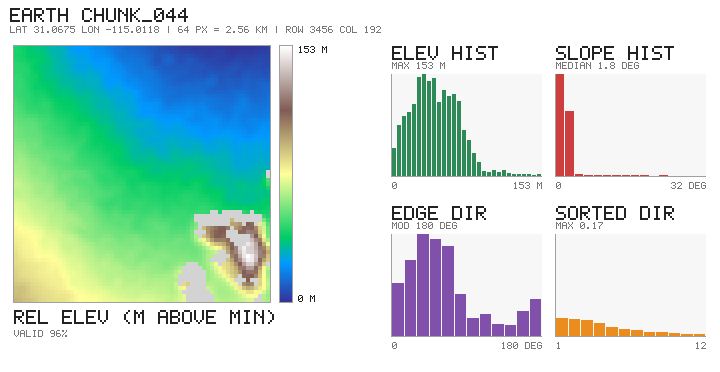 EARTH CHUNK_044
LAT 31.0675 LON -115.0118 | 64 PX = 2.56 KM | ROW 3456 COL 192
153 M
0 M
REL ELEV (M ABOVE MIN)
VALID 96%
ELEV HIST
MAX 153 M
0 153 M
SLOPE HIST
MEDIAN 1.8 DEG
0 32 DEG
EDGE DIR
MOD 180 DEG
0 180 DEG
SORTED DIR
MAX 0.17
1 12